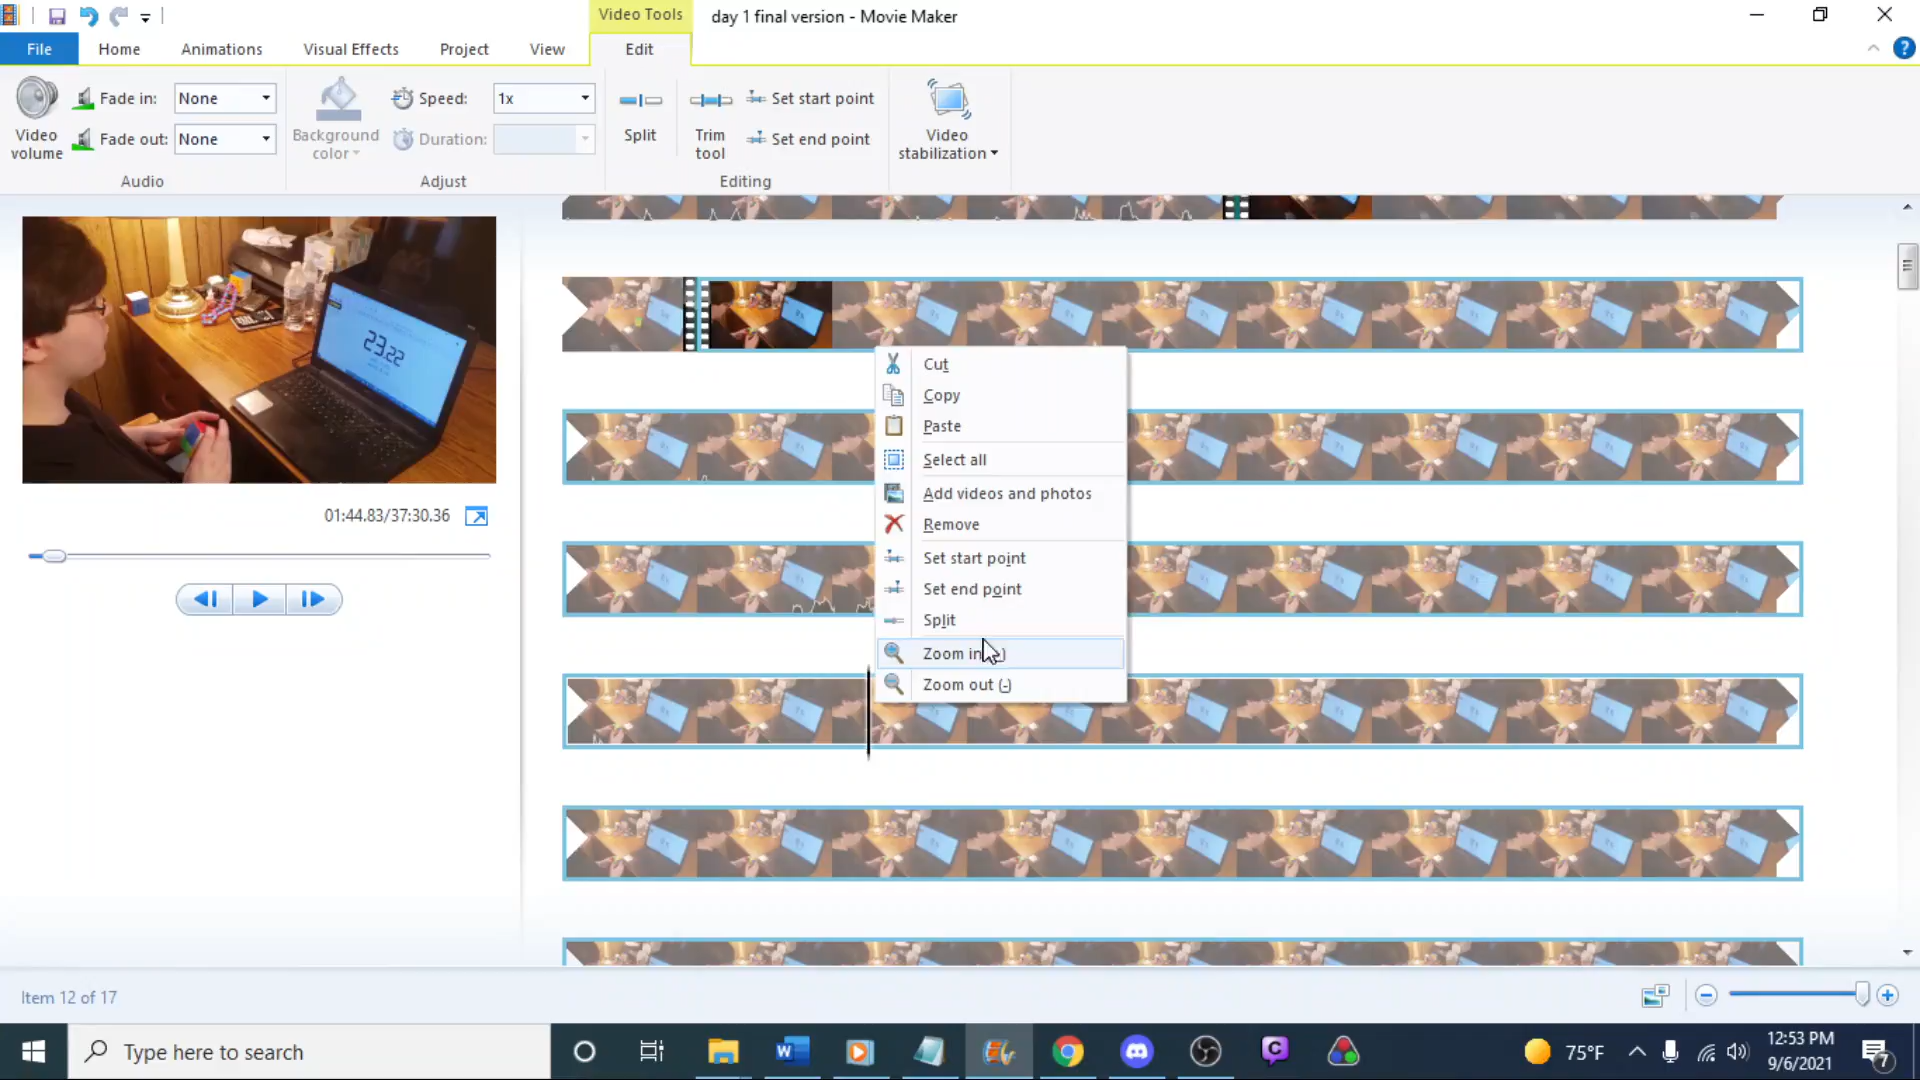 Video Tools
day 1 final version - Movie Maker
File
Home
Animations
Visual Effects
Project
View
Edit
Video volume
Fade in:
None
Fade out:
None
Audio
Background color
Speed:
1x
Duration:
Adjust
Split
Trim tool
Set start point
Set end point
Editing
Video stabilization
23.22
01:44.83/37:30.36
Cut
Copy
Paste
Select all
Add videos and photos
Remove
Set start point
Set end point
Split
Zoom in
Zoom out (-)
Item 12 of 17
Type here to search
75°F
12:53 PM
9/6/2021
7